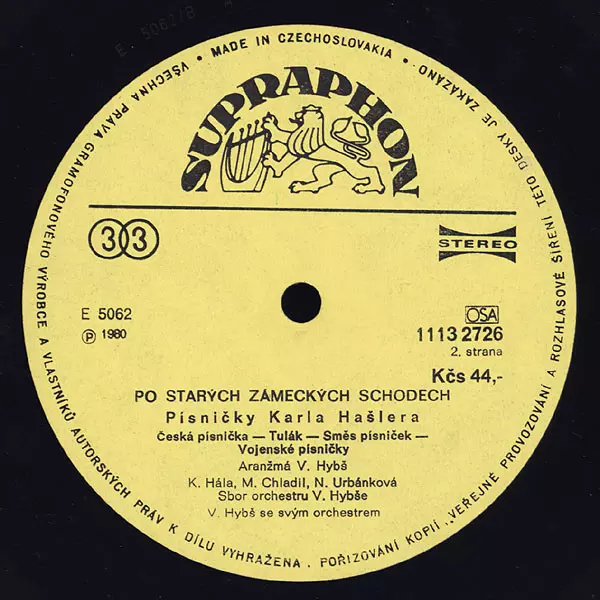 E 5061/B
• MADE IN CZECHOSLOVAKIA •
VŠECHNA PRÁVA GRAMOFONOVÉHO VÝROBCE A VLASTNÍKŮ AUTORSKÝCH PRÁV K DÍLU VYHRAŽENA. POŘIZOVÁNÍ KOPIÍ, VEŘEJNÉ PROVOZOVÁNÍ A ROZHLASOVÉ ŠÍŘENÍ TÉTO DESKY JE ZAKÁZÁNO
SUPRAPHON
33
STEREO
E 5062
℗ 1980
OSA
1113 2726
2. strana
Kčs 44,-
PO STARÝCH ZÁMECKÝCH SCHODECH
Písničky Karla Hašlera
Česká písnička — Tulák — Směs písniček —
Vojenské písničky
Aranžmá V. Hybš
K. Hála, M. Chladil, N. Urbánková
Sbor orchestru V. Hybše
V. Hybš se svým orchestrem